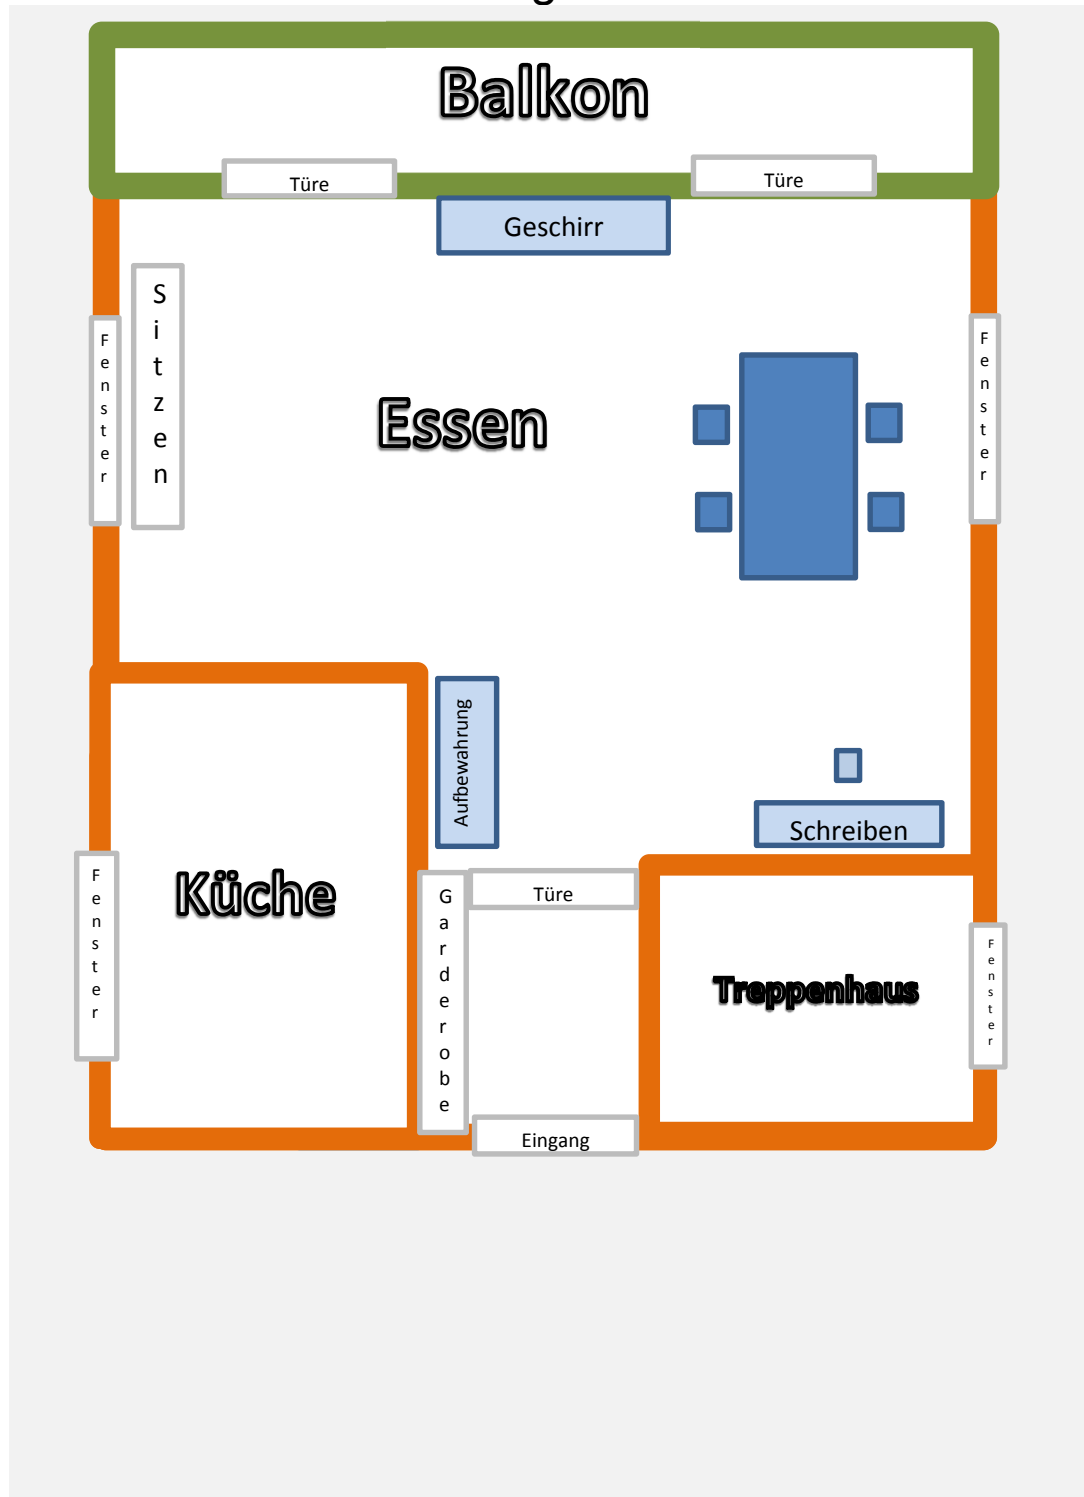 Balkon
Türe
Türe
Geschirr
Sitzen
Fenster
Fenster
Essen
Aufbewahrung
Schreiben
Küche
Fenster
Garderobe
Türe
Treppenhaus
Fenster
Eingang